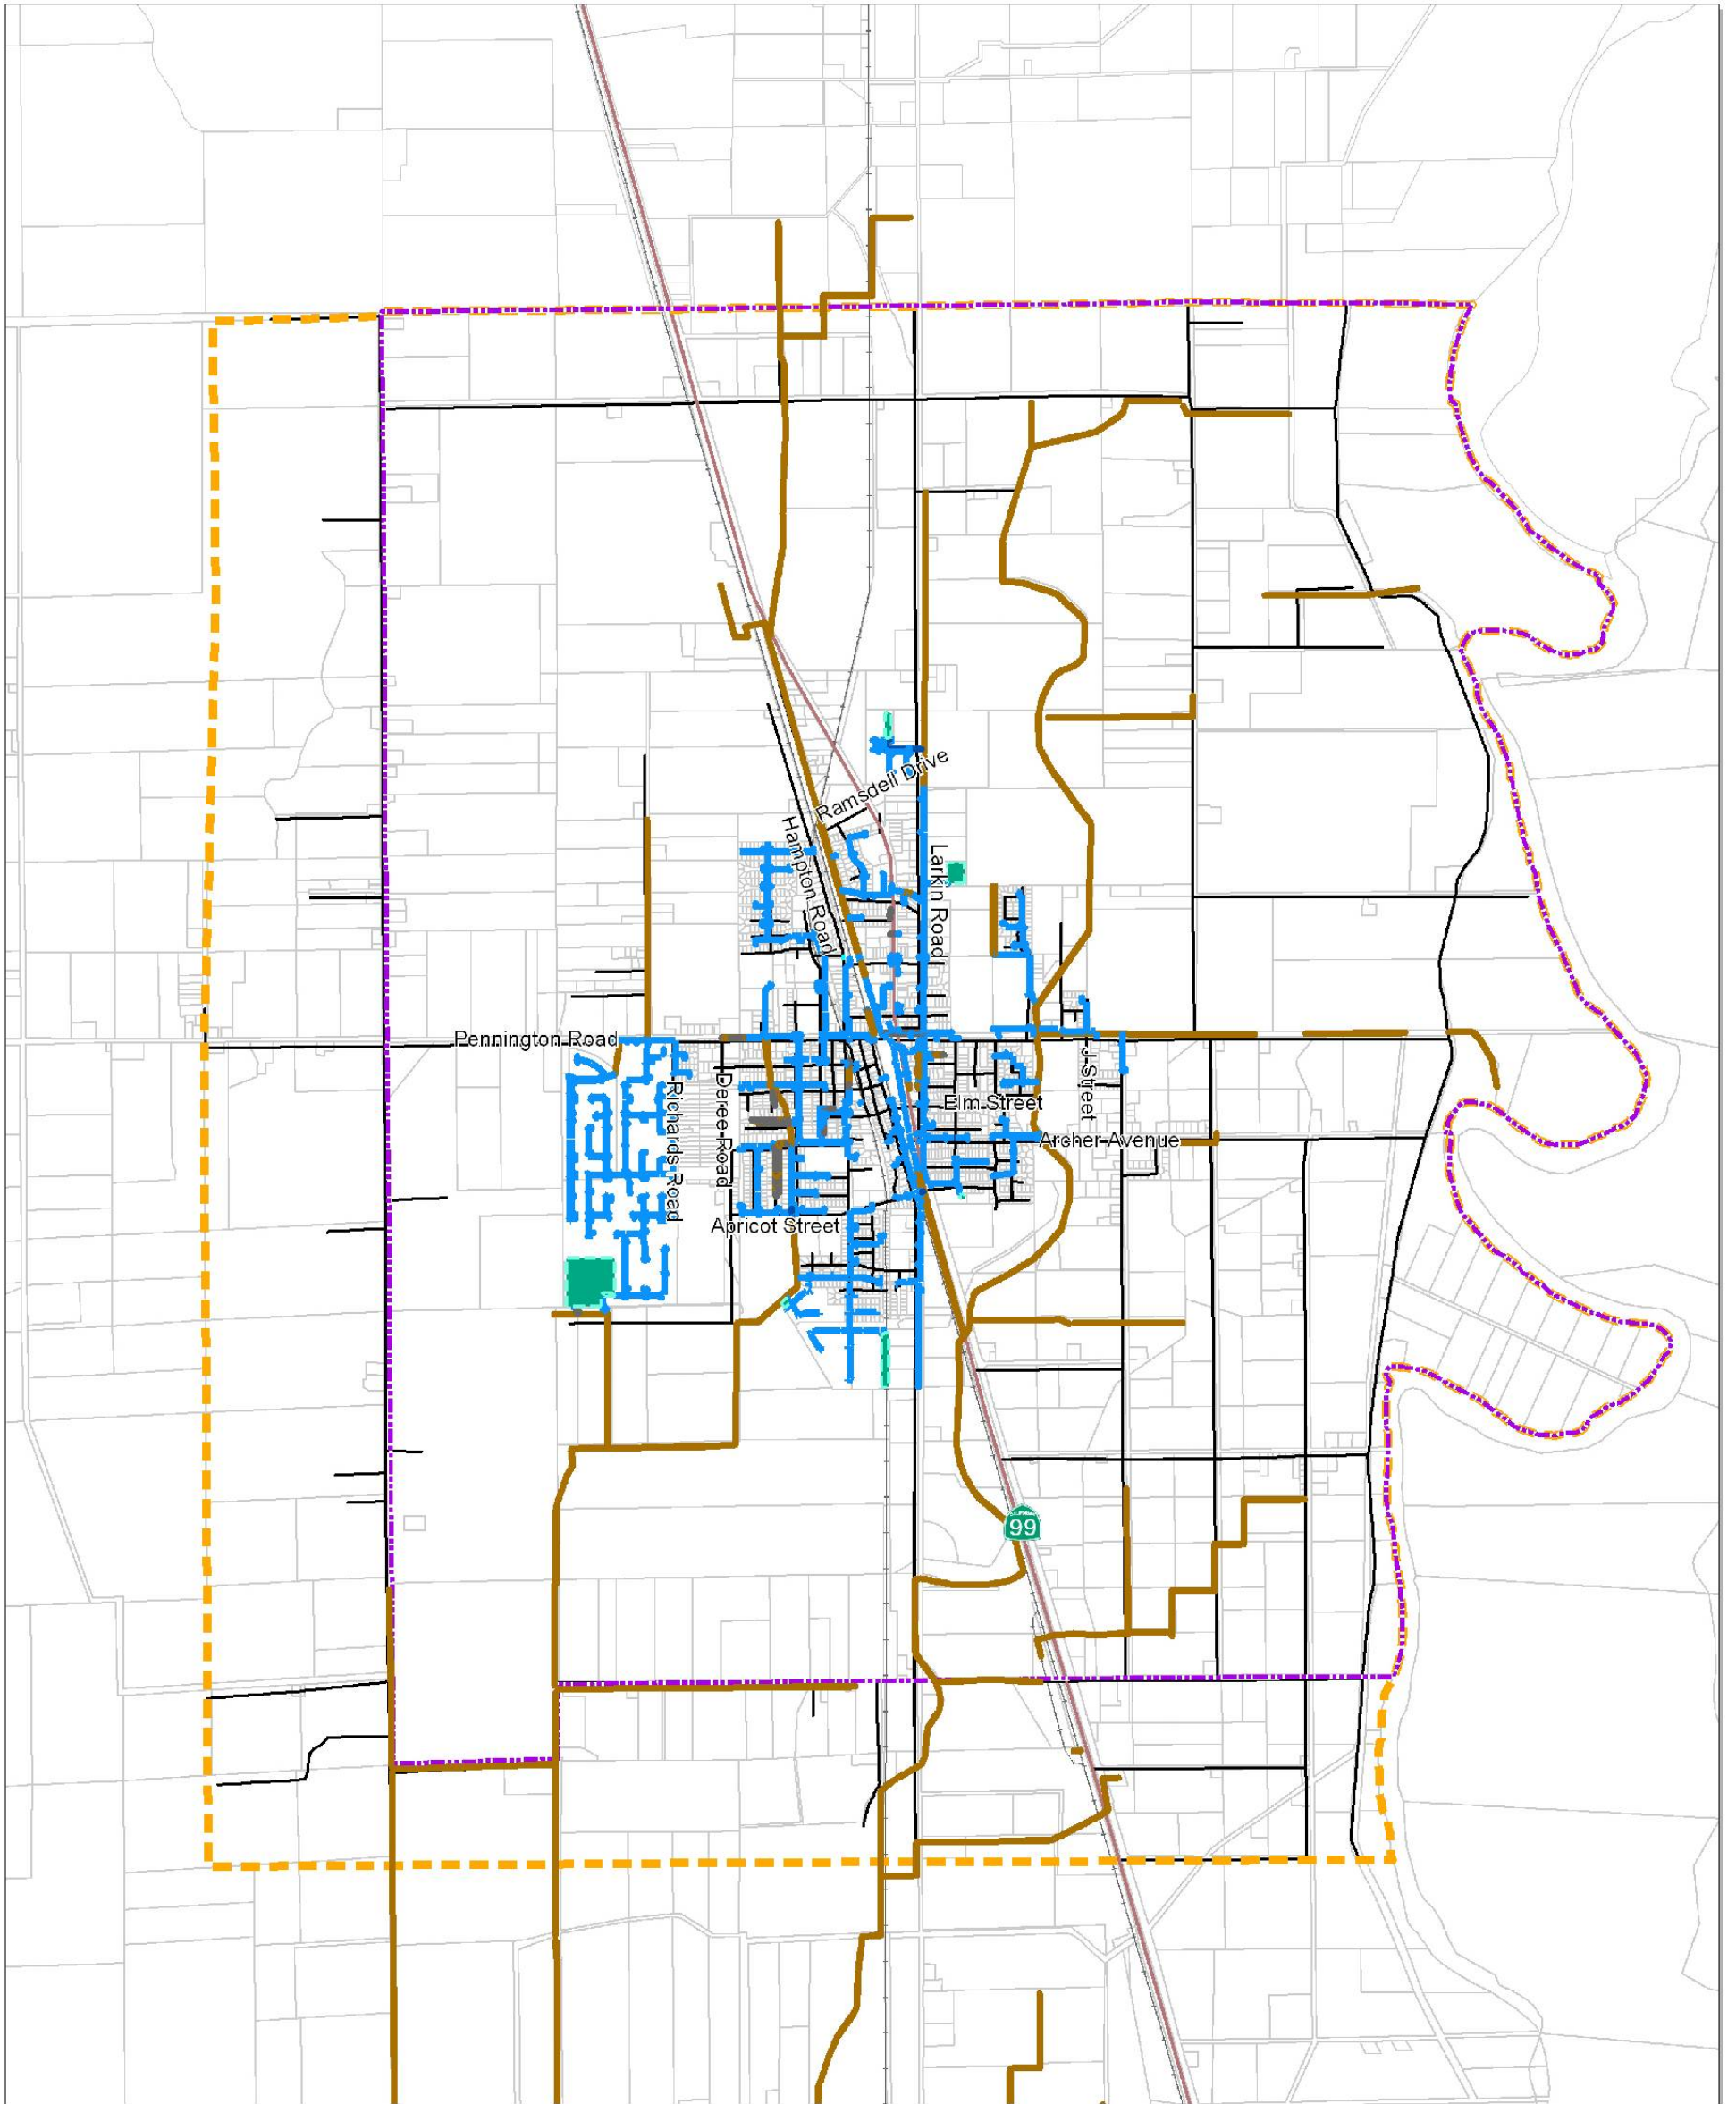 Ramsdell Drive
Hampton Road
Larkin Road
Pennington Road
Richards Road
Deree Road
J Street
Elm Street
Archer Avenue
Apricot Street
99